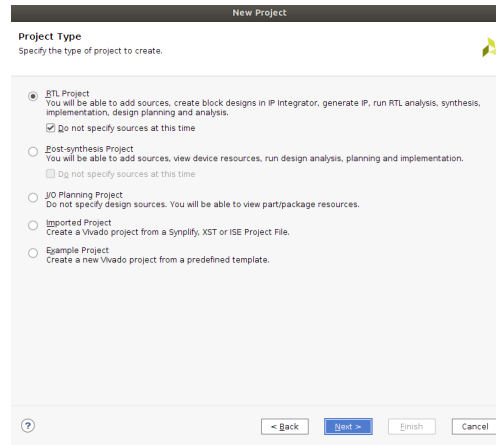 New Project
Project Type
Specify the type of project to create.
RTL Project
You will be able to add sources, create block designs in IP Integrator, generate IP, run RTL analysis, synthesis,
implementation, design planning and analysis.
Do not specify sources at this time
Post-synthesis Project
You will be able to add sources, view device resources, run design analysis, planning and implementation.
Do not specify sources at this time
I/O Planning Project
Do not specify design sources. You will be able to view part/package resources.
Imported Project
Create a Vivado project from a Synplify, XST or ISE Project File.
Example Project
Create a new Vivado project from a predefined template.
?
< Back
Next >
Finish
Cancel